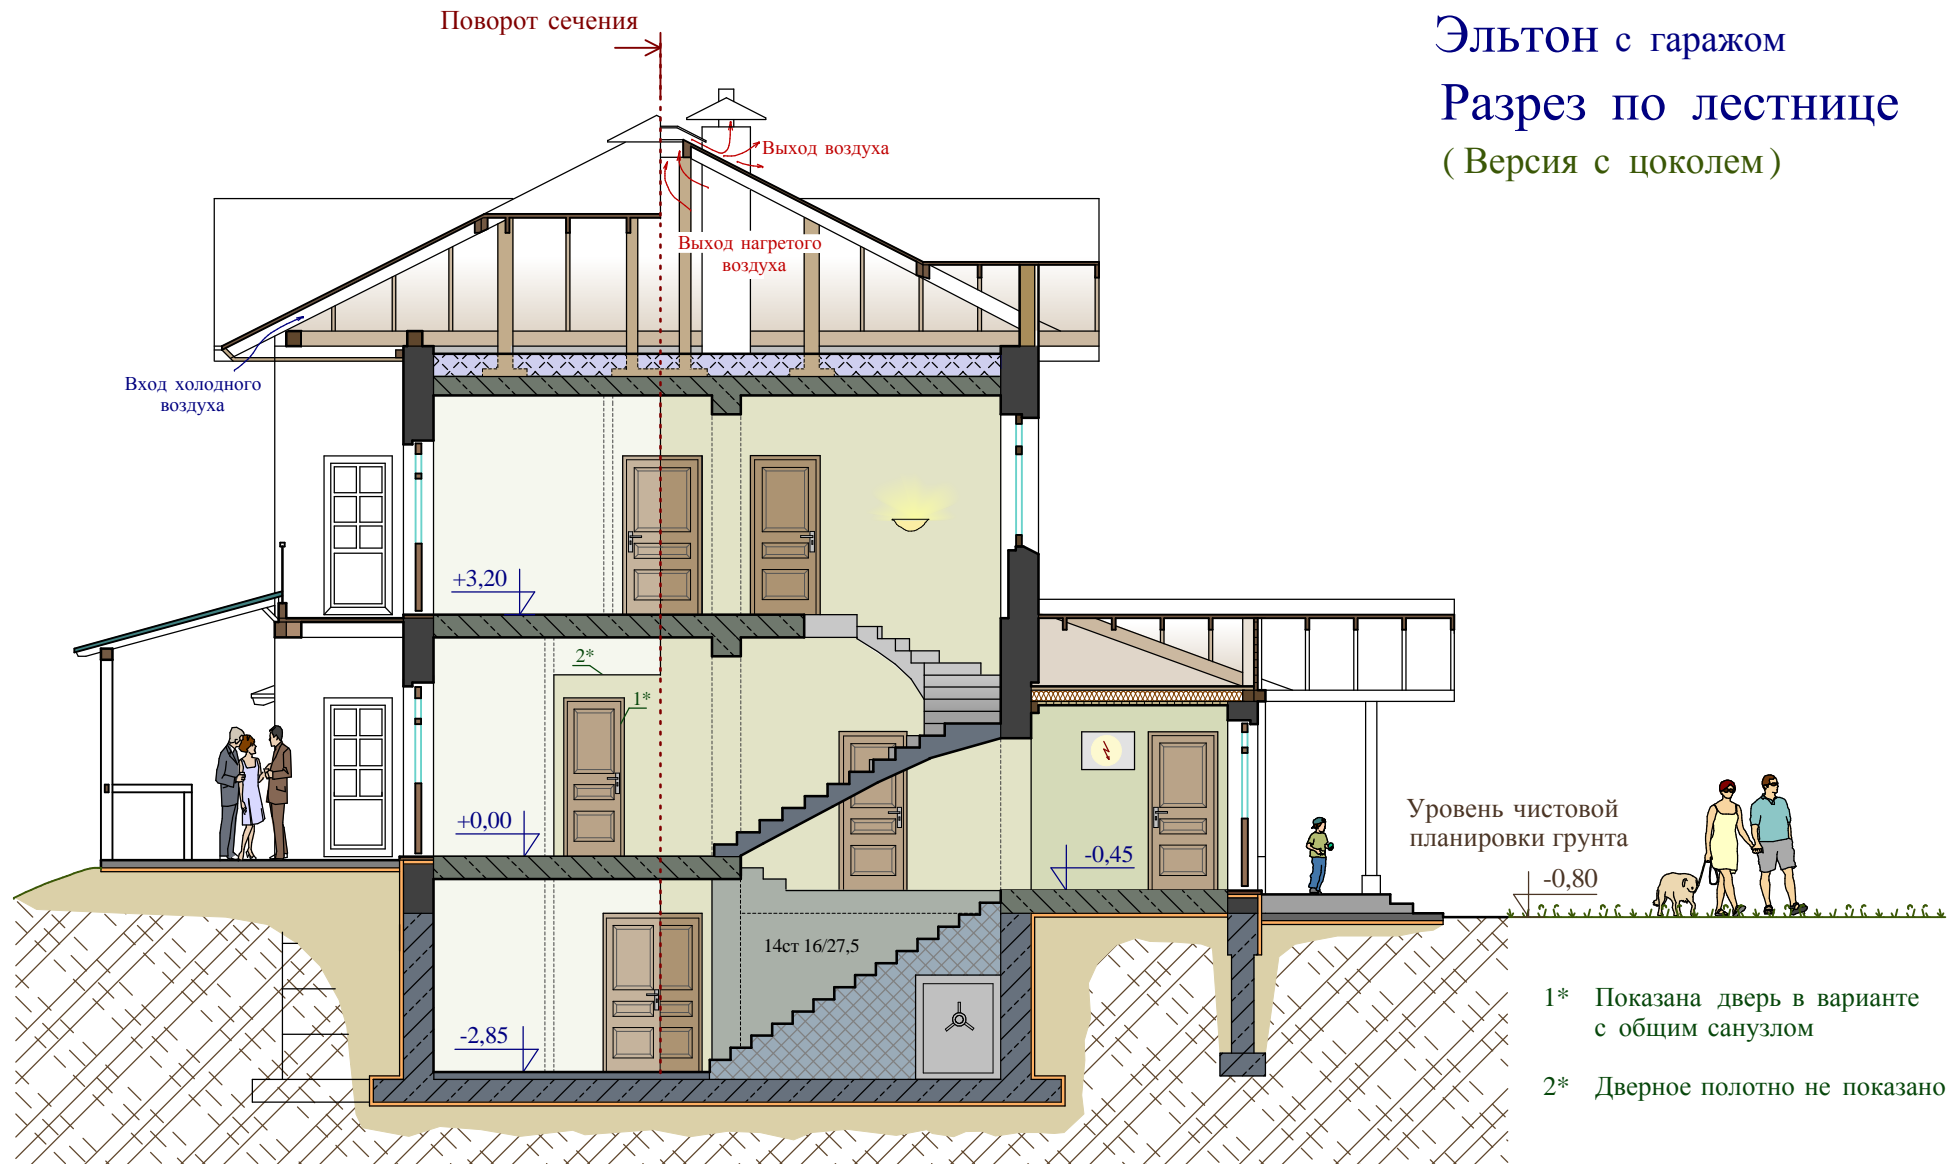 Поворот сечения
Эльтон с гаражом
Разрез по лестнице
( Версия с цоколем )
Выход воздуха
Выход нагретого
воздуха
Вход холодного
воздуха
+3,20
2*
1*
+0,00
-0,45
Уровень чистовой
планировки грунта
-0,80
14ст 16/27,5
-2,85
1* Показана дверь в варианте
с общим санузлом
2* Дверное полотно не показано